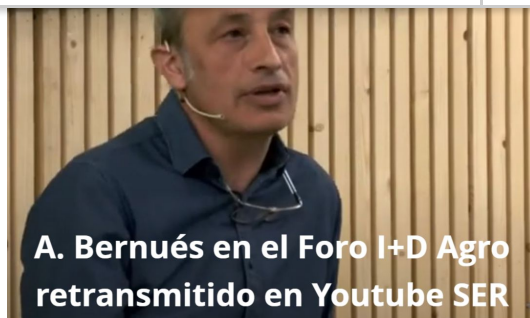 A. Bernués en el Foro I+D Agro
retransmitido en Youtube SER